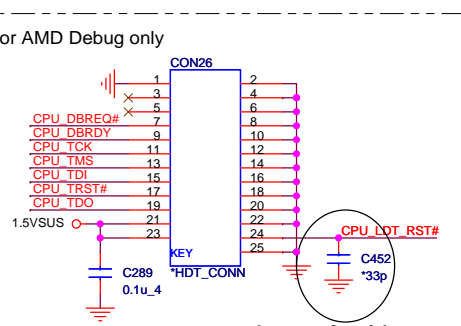 or AMD Debug only
CON26
1 2
3 4
5 6
CPU_DBREQ# 7 8
CPU_DBRDY 9 10
CPU_TCK 11 12
CPU_TMS 13 14
CPU_TDI 15 16
CPU_TRST# 17 18
CPU_TDO 19 20
1.5VSUS 21 22
23 24 CPU_LDT_RST#
KEY 25
C289
*HDT_CONN
C452
0.1u_4
*33p